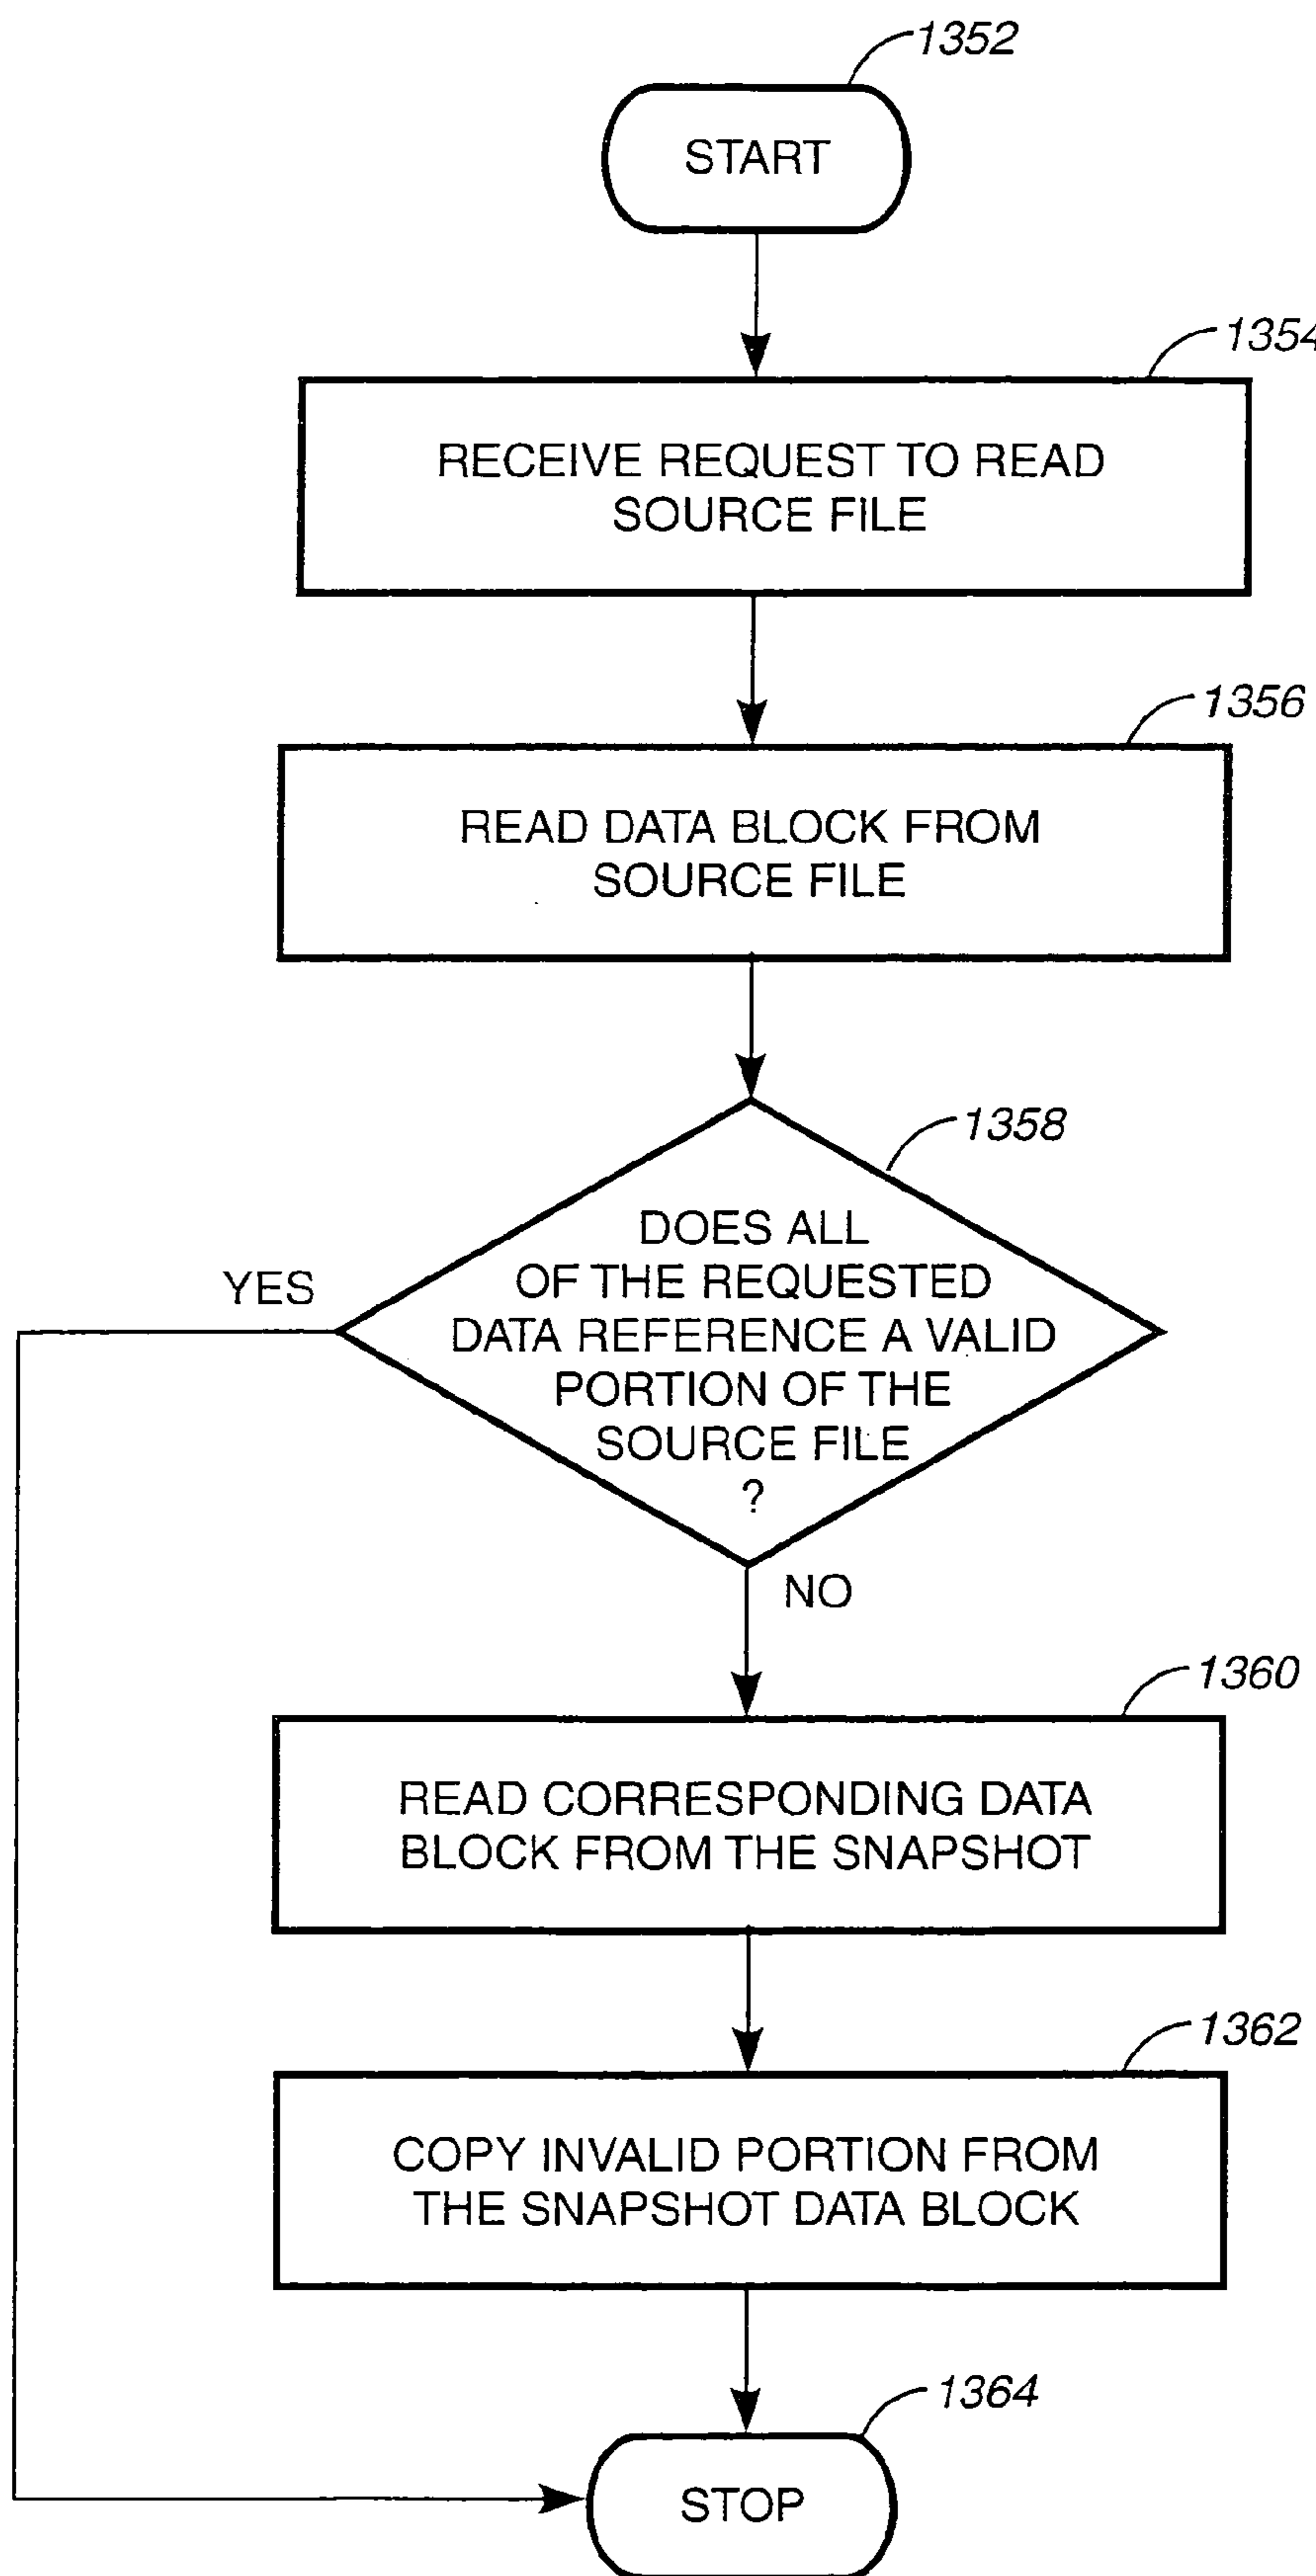 1352
START
1354
RECEIVE REQUEST TO READ
SOURCE FILE
1356
READ DATA BLOCK FROM
SOURCE FILE
1358
DOES ALL
OF THE REQUESTED
DATA REFERENCE A VALID
PORTION OF THE
SOURCE FILE
?
YES
NO
1360
READ CORRESPONDING DATA
BLOCK FROM THE SNAPSHOT
1362
COPY INVALID PORTION FROM
THE SNAPSHOT DATA BLOCK
1364
STOP